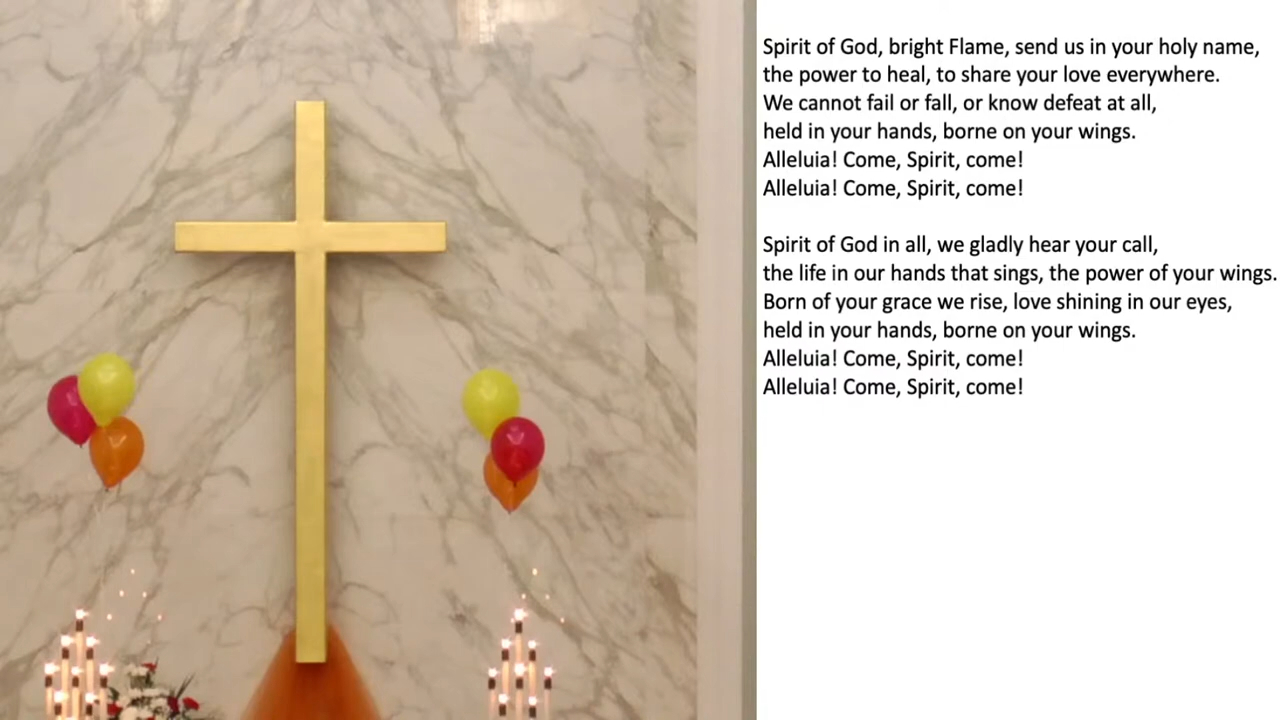 Spirit of God, bright Flame, send us in your holy name,
the power to heal, to share your love everywhere.
We cannot fail or fall, or know defeat at all,
held in your hands, borne on your wings.
Alleluia! Come, Spirit, come!
Alleluia! Come, Spirit, come!
Spirit of God in all, we gladly hear your call,
the life in our hands that sings, the power of your wings.
Born of your grace we rise, love shining in our eyes,
held in your hands, borne on your wings.
Alleluia! Come, Spirit, come!
Alleluia! Come, Spirit, come!